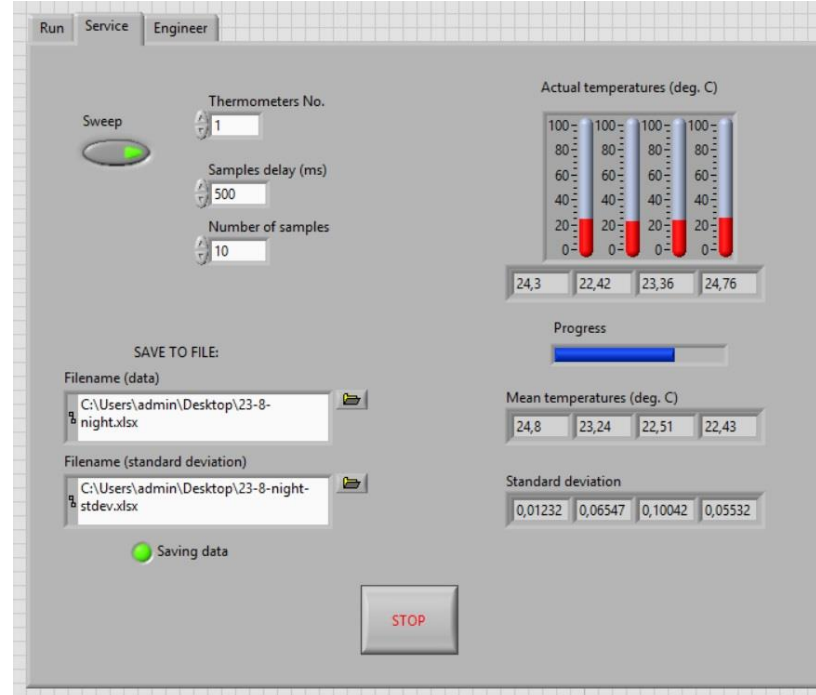 Run Service Engineer
Sweep
Thermometers No.
1
Samples delay (ms)
500
Number of samples
10
Actual temperatures (deg. C)
100 100 100 100
80 80 80 80
60 60 60 60
40 40 40 40
20 20 20 20
0 0 0 0
24,3 22,42 23,36 24,76
Progress
SAVE TO FILE:
Filename (data)
C:\Users\admin\Desktop\23-8-
night.xlsx
Filename (standard deviation)
C:\Users\admin\Desktop\23-8-night-
stdev.xlsx
Saving data
Mean temperatures (deg. C)
24,8 23,24 22,51 22,43
Standard deviation
0,01232 0,06547 0,10042 0,05532
STOP